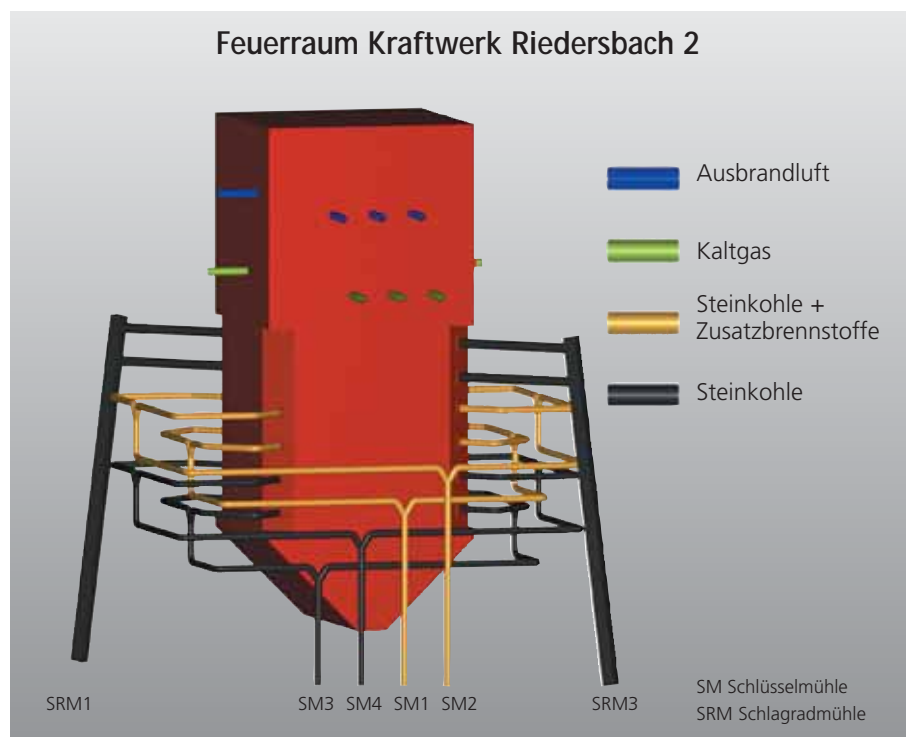 Feuerraum Kraftwerk Riedersbach 2
Ausbrandluft
Kaltgas
Steinkohle +
Zusatzbrennstoffe
Steinkohle
SRM1
SM3
SM4
SM1
SM2
SRM3
SM Schlüsselmühle
SRM Schlagradmühle